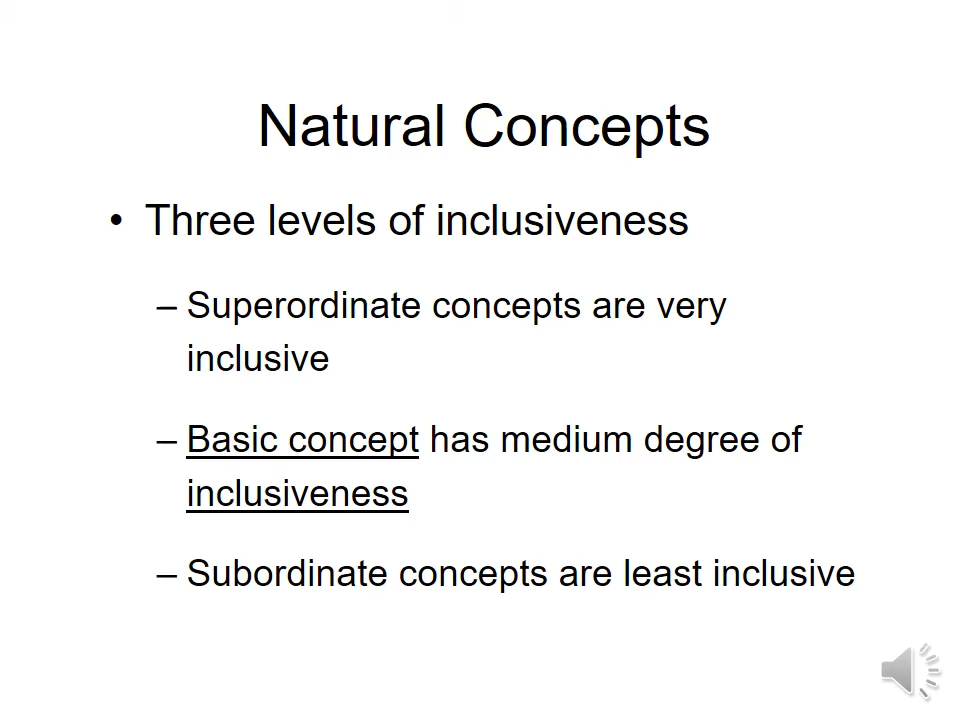 Natural Concepts
• Three levels of inclusiveness
– Superordinate concepts are very
inclusive
– Basic concept has medium degree of
inclusiveness
– Subordinate concepts are least inclusive